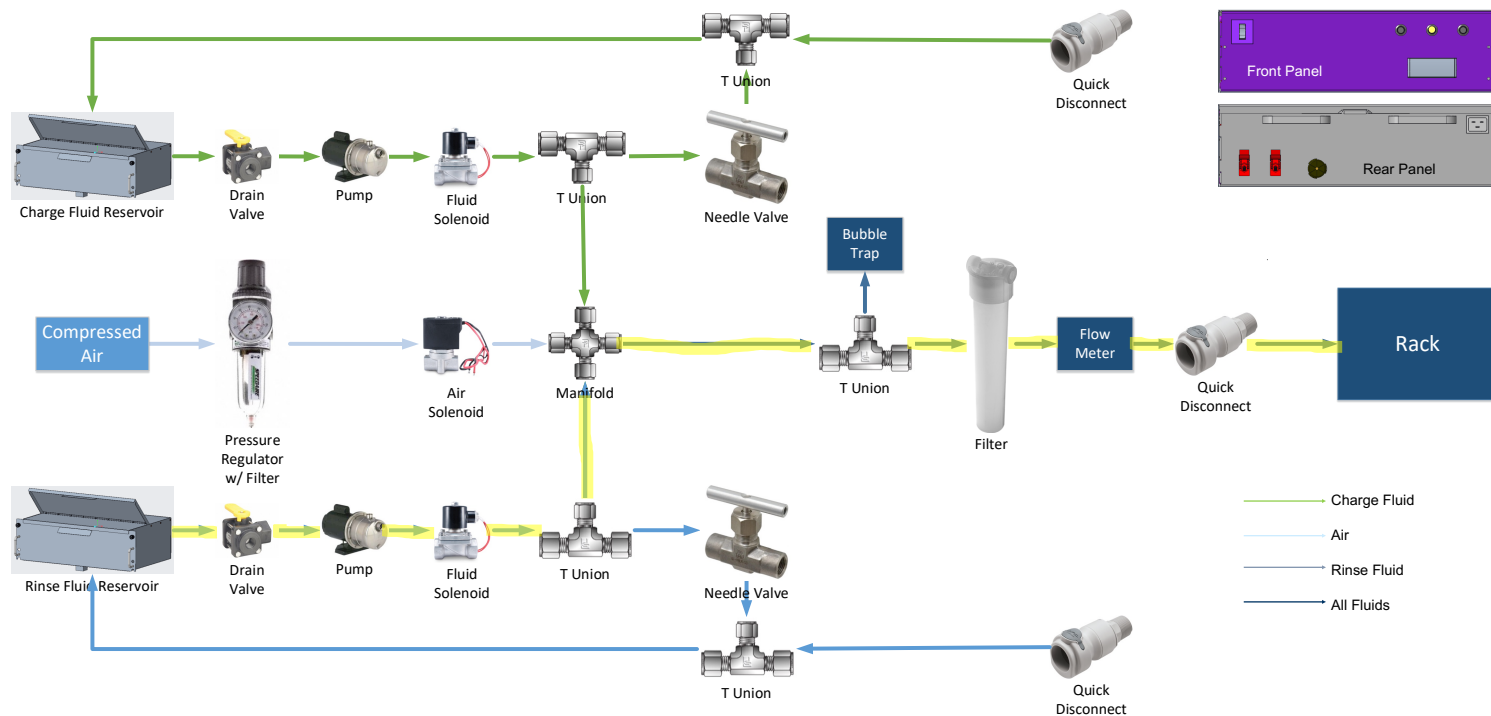 T Union
Quick
Disconnect
Front Panel
Rear Panel
Charge Fluid Reservoir
Drain
Valve
Pump
Fluid
Solenoid
T Union
Needle Valve
Bubble
Trap
Compressed
Air
Pressure
Regulator
w/ Filter
Air
Solenoid
Manifold
T Union
Filter
Flow
Meter
Quick
Disconnect
Rack
Rinse Fluid Reservoir
Drain
Valve
Pump
Fluid
Solenoid
T Union
Needle Valve
T Union
Quick
Disconnect
Charge Fluid
Air
Rinse Fluid
All Fluids